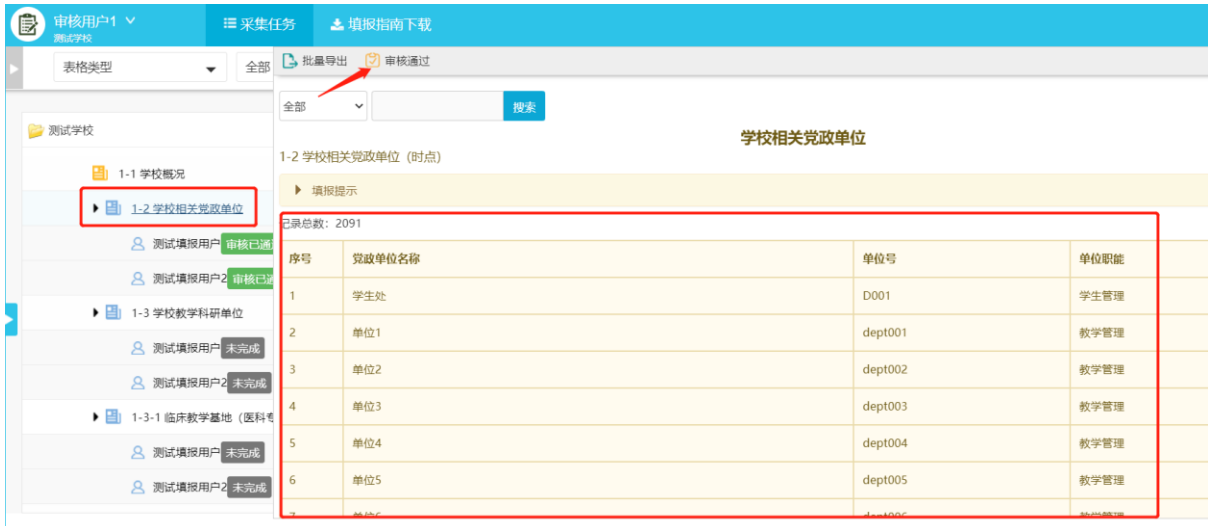 审核用户1
测试学校
采集任务
填报指南下载
表格类型
全部
批量导出
审核通过
全部
搜索
测试学校
1-1 学校概况
1-2 学校相关党政单位
测试填报用户 审核已通
测试填报用户2 审核已通
1-3 学校教学科研单位
测试填报用户 未完成
测试填报用户2 未完成
1-3-1 临床教学基地（医科专
测试填报用户 未完成
测试填报用户2 未完成
学校相关党政单位
1-2 学校相关党政单位（时点）
填报提示
记录总数：2091
序号 党政单位名称 单位号 单位职能
1 学生处 D001 学生管理
2 单位1 dept001 教学管理
3 单位2 dept002 教学管理
4 单位3 dept003 教学管理
5 单位4 dept004 教学管理
6 单位5 dept005 教学管理
7 单位6 dept006 教学管理